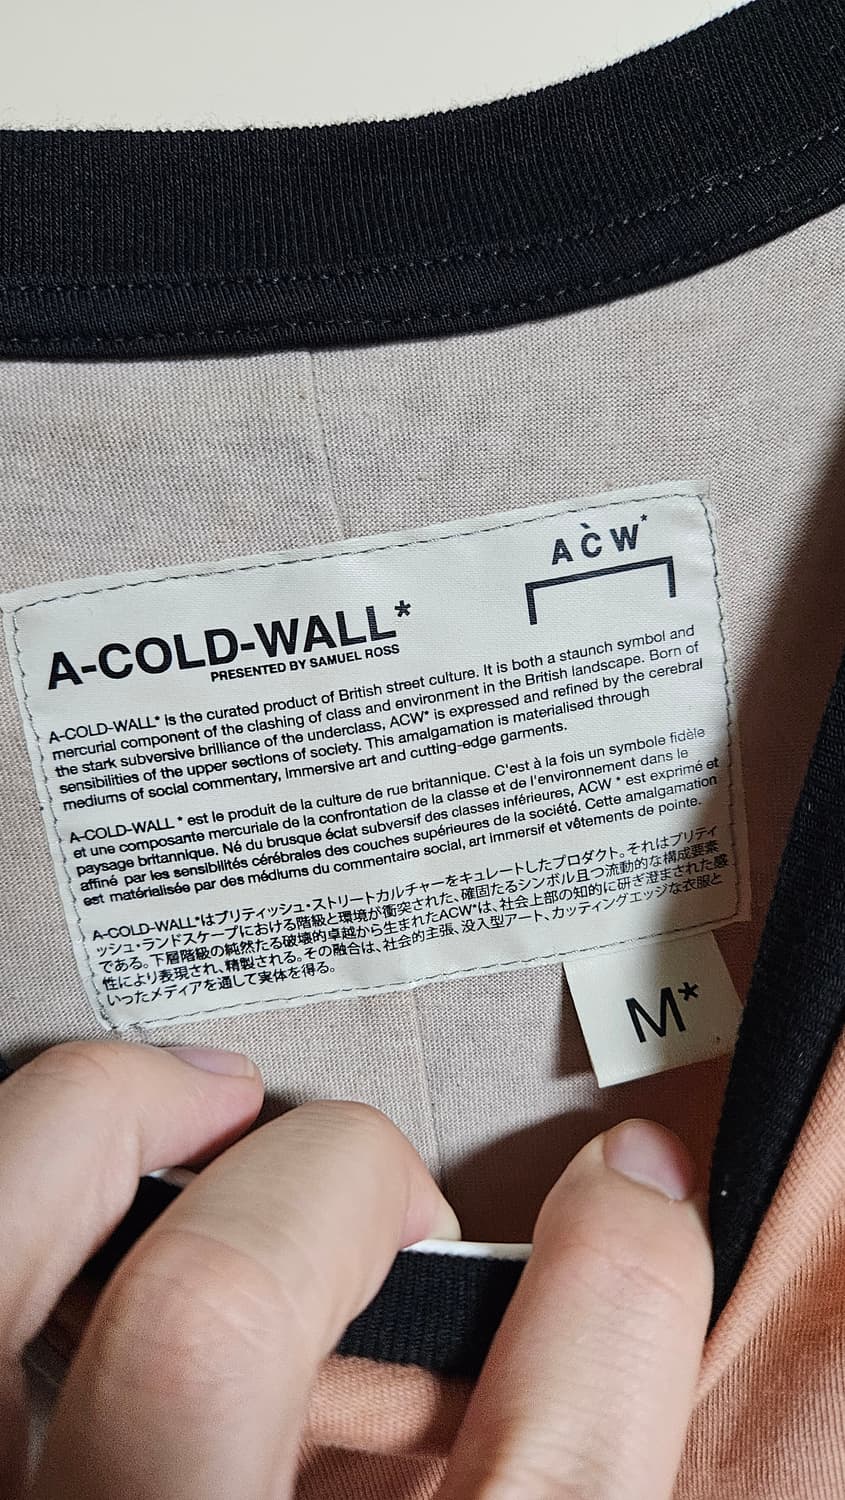 ACẀ*
A-COLD-WALL*
PRESENTED BY SAMUEL ROSS
A-COLD-WALL* is the curated product of British street culture. It is both a staunch symbol and
mercurial component of the clashing of class and environment in the British landscape. Born of
the stark subversive brilliance of the underclass, ACW* is expressed and refined by the cerebral
sensibilities of the upper sections of society. This amalgamation is materialised through
mediums of social commentary, immersive art and cutting-edge garments.
A-COLD-WALL * est le produit de la culture de rue britannique. C'est à la fois un symbole fidèle
et une composante mercuriale de la confrontation de la classe et de l'environnement dans le
paysage britannique. Né du brusque éclat subversif des classes inférieures, ACW * est exprimé et
affiné par les sensibilités cérébrales des couches supérieures de la société. Cette amalgamation
est matérialisée par des médiums du commentaire social, art immersif et vêtements de pointe.
A-COLD-WALL*はブリティッシュ・ストリートカルチャーをキュレートしたプロダクト。それはブリティ
ッシュ・ランドスケープにおける階級と環境が衝突された、確固たるシンボル且つ流動的な構成要素
である。下層階級の純然たる破壊的卓越から生まれたACW*は、社会上部の知的に研ぎ澄まされた感
性により表現され、精製される。その融合は、社会的主張、没入型アート、カッティングエッジな衣服と
いったメディアを通して実体を得る。
M*